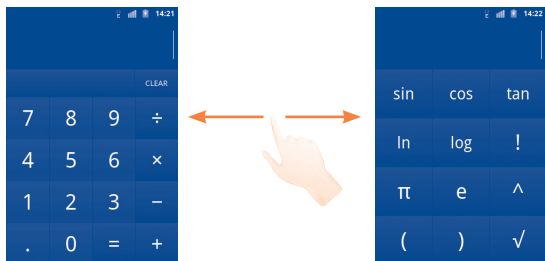 14:21
CLEAR
7 8 9 ÷
4 5 6 ×
1 2 3 −
. 0 = +
14:22
sin cos tan
ln log !
π e ^
( ) √